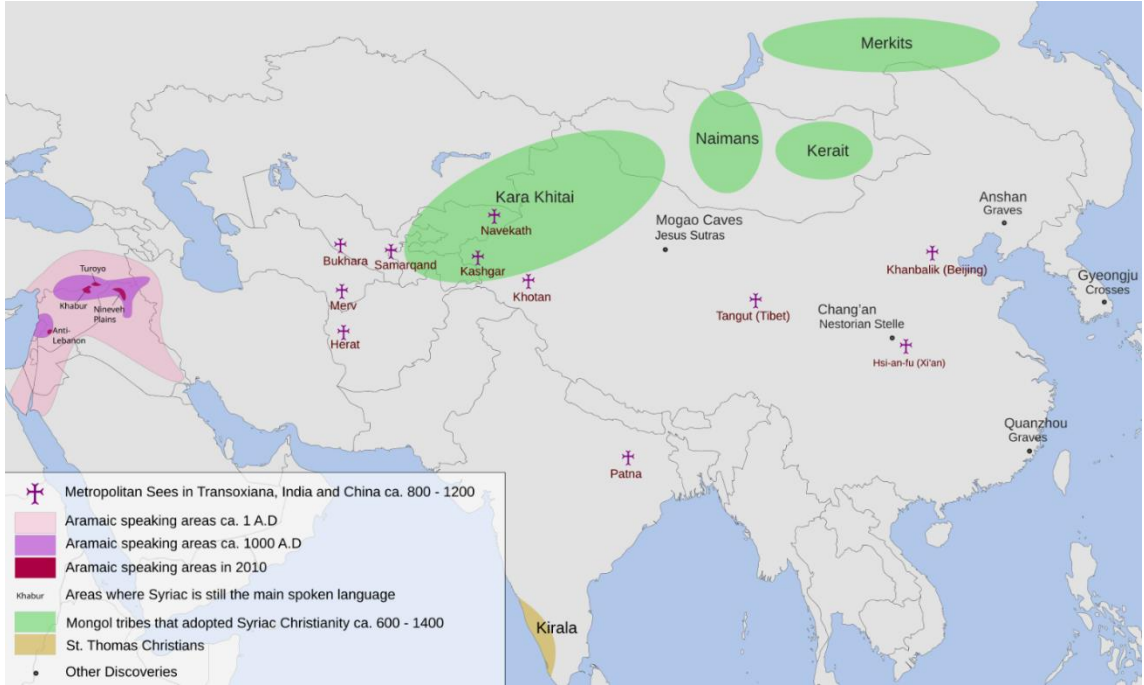 Merkits
Naimans
Kerait
Kara Khitai
Navekath
Mogao Caves
Jesus Sutras
Anshan
Graves
Bukhara
Samarqand
Kashgar
Khanbalik (Beijing)
Turoyo
Khabur
Nineveh
Plains
Merv
Khotan
Gyeongju
Crosses
Tangut (Tibet)
Chang'an
Nestorian Stelle
Anti-
Lebanon
Herat
Hsi-an-fu (Xi'an)
Quanzhou
Graves
Patna
Kirala
Metropolitan Sees in Transoxiana, India and China ca. 800 - 1200
Aramaic speaking areas ca. 1 A.D
Aramaic speaking areas ca. 1000 A.D
Aramaic speaking areas in 2010
Khabur Areas where Syriac is still the main spoken language
Mongol tribes that adopted Syriac Christianity ca. 600 - 1400
St. Thomas Christians
Other Discoveries